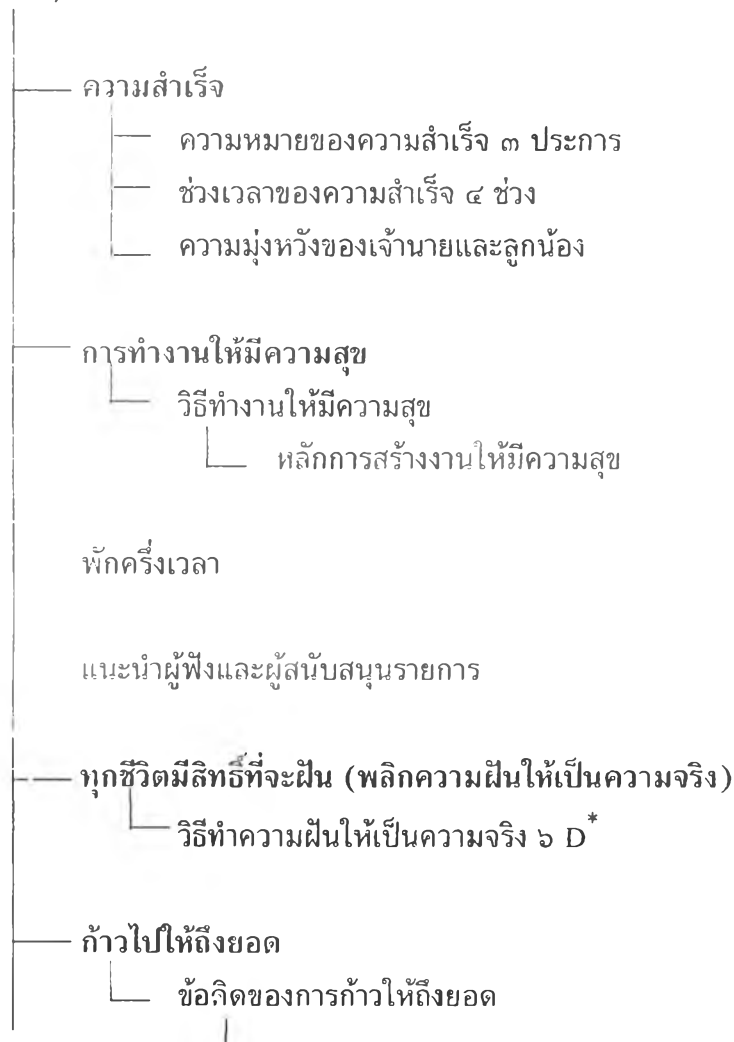 ความสำเร็จ
ความหมายของความสำเร็จ ๓ ประการ
ช่วงเวลาของความสำเร็จ ๔ ช่วง
ความมุ่งหวังของเจ้านายและลูกน้อง
การทำงานให้มีความสุข
วิธีทำงานให้มีความสุข
หลักการสร้างงานให้มีความสุข
พักครึ่งเวลา
แนะนำผู้ฟังและผู้สนับสนุนรายการ
ทุกชีวิตมีสิทธิ์ที่จะฝัน (พลิกความฝันให้เป็นความจริง)
วิธีทำความฝันให้เป็นความจริง ๖ D*
ก้าวไปให้ถึงยอด
ข้อคิดของการก้าวให้ถึงยอด